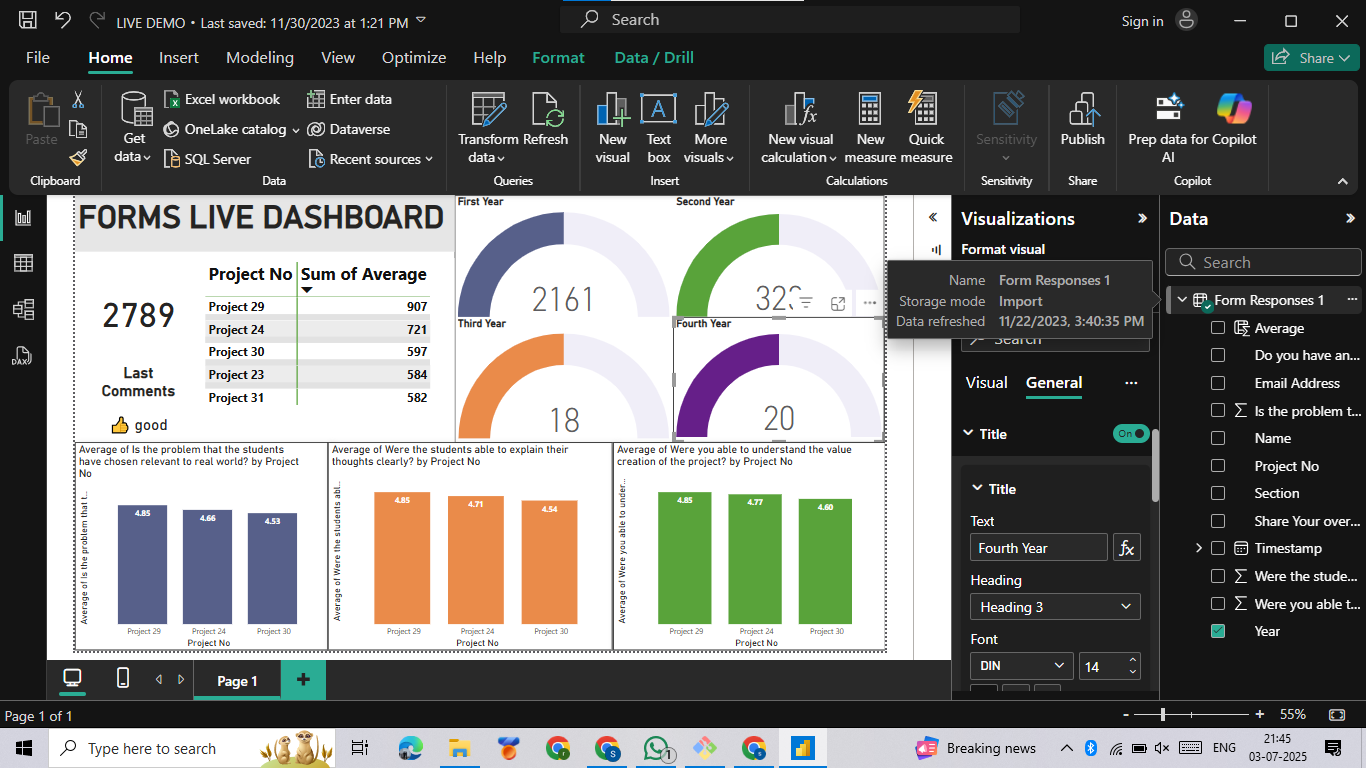 LIVE DEMO • Last saved: 11/30/2023 at 1:21 PM
Search
Sign in
File
Home
Insert
Modeling
View
Optimize
Help
Format
Data / Drill
Share
Paste
Clipboard
Get
data
Excel workbook
OneLake catalog
SQL Server
Enter data
Dataverse
Recent sources
Data
Transform
data
Refresh
Queries
New
visual
Text
box
More
visuals
Insert
New visual
calculation
New
measure
Quick
measure
Calculations
Sensitivity
Sensitivity
Publish
Share
Prep data for
AI
Copilot
Copilot
DAX
FORMS LIVE DASHBOARD
2789
Last
Comments
👍 good
Project No Sum of Average
Project 29 907
Project 24 721
Project 30 597
Project 23 584
Project 31 582
First Year
2161
Second Year
Third Year
18
Fourth Year
20
Average of Is the problem that the students
have chosen relevant to real world? by Project
No
Average of Is the problem that t...
4.85
4.66
4.53
Project 29
Project 24
Project 30
Project No
Average of Were the students able to explain their
thoughts clearly? by Project No
Average of Were the students abl...
4.85
4.71
4.54
Project 29
Project 24
Project 30
Project No
Average of Were you able to understand the value
creation of the project? by Project No
Average of Were you able to under...
4.85
4.77
4.60
Project 29
Project 24
Project 30
Project No
Visualizations
Format visual
Name Form Responses 1
Storage mode Import
Data refreshed 11/22/2023, 3:40:35 PM
Search
Visual
General
Title
On
Title
Text
Fourth Year
fx
Heading
Heading 3
Font
DIN
14
Data
Search
Form Responses 1
Average
Do you have an...
Email Address
Is the problem t...
Name
Project No
Section
Share Your over...
Timestamp
Were the stude...
Were you able t...
Year
Page 1
Page 1 of 1
- + 55%
Type here to search
Breaking news
ENG
21:45
03-07-2025